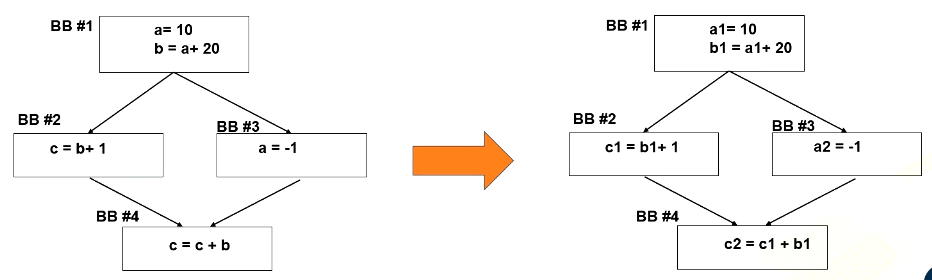 BB #1
a= 10
b = a+ 20
BB #2
c = b+ 1
BB #3
a = -1
BB #4
c = c + b
BB #1
a1= 10
b1 = a1+ 20
BB #2
c1 = b1+ 1
BB #3
a2 = -1
BB #4
c2 = c1 + b1